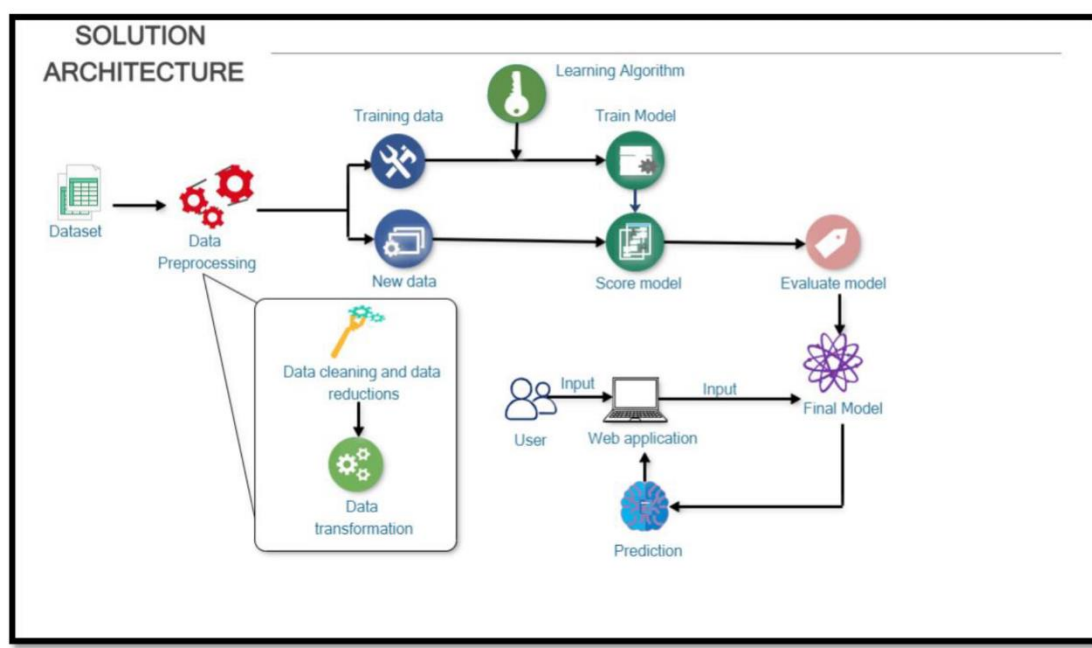 SOLUTION
ARCHITECTURE
Learning Algorithm
Training data
Train Model
Dataset
Data
Preprocessing
New data
Score model
Evaluate model
Data cleaning and data
reductions
Data
transformation
Input
Input
User
Web application
Final Model
Prediction